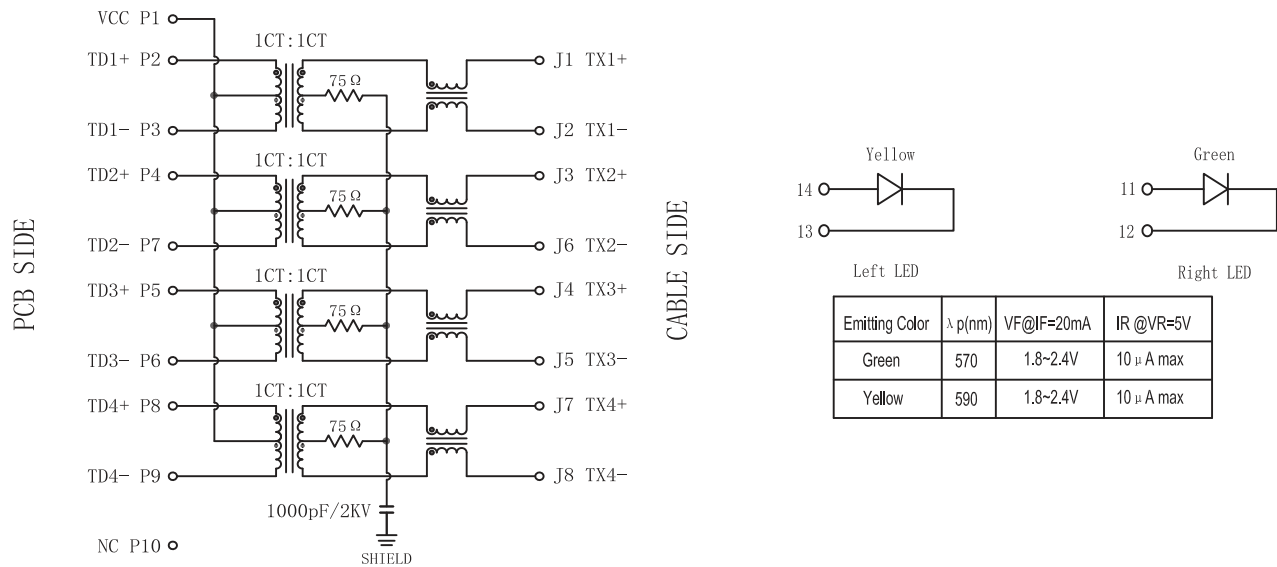 VCC P1
1CT:1CT
TD1+ P2
J1 TX1+
75Ω
TD1- P3
J2 TX1-
1CT:1CT
TD2+ P4
J3 TX2+
75Ω
TD2- P7
J6 TX2-
1CT:1CT
TD3+ P5
J4 TX3+
75Ω
TD3- P6
J5 TX3-
1CT:1CT
TD4+ P8
J7 TX4+
75Ω
TD4- P9
J8 TX4-
1000pF/2KV
SHIELD
NC P10
PCB SIDE
CABLE SIDE
Yellow
14
13
Left LED
Green
11
12
Right LED
Emitting Color λp(nm) VF@IF=20mA IR @VR=5V
Green 570 1.8~2.4V 10μA max
Yellow 590 1.8~2.4V 10μA max